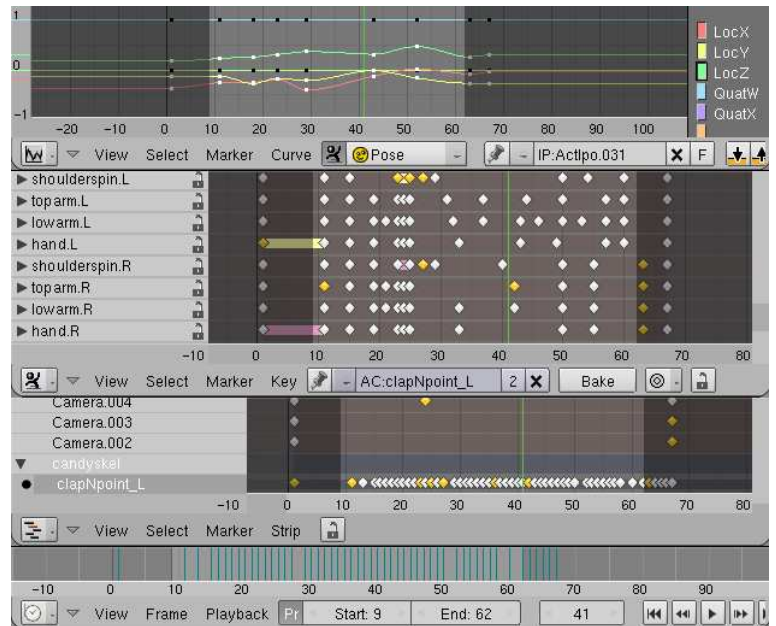 1
0
-1
LocX
LocY
LocZ
QuatW
QuatX
-20 -10 0 10 20 30 40 50 60 70 80 90 100
View Select Marker Curve Pose IP:ActIpo.031 X F
shoulderspin.L
toparm.L
lowarm.L
hand.L
shoulderspin.R
toparm.R
lowarm.R
hand.R
-10 0 10 20 30 40 50 60 70 80
View Select Marker Key AC:clapNpoint_L 2 X Bake
Camera.004
Camera.003
Camera.002
candyskel
clapNpoint_L
-10 0 10 20 30 40 50 60 70 80
View Select Marker Strip
-10 0 10 20 30 40 50 60 70 80 90
View Frame Playback Pr Start: 9 End: 62 41